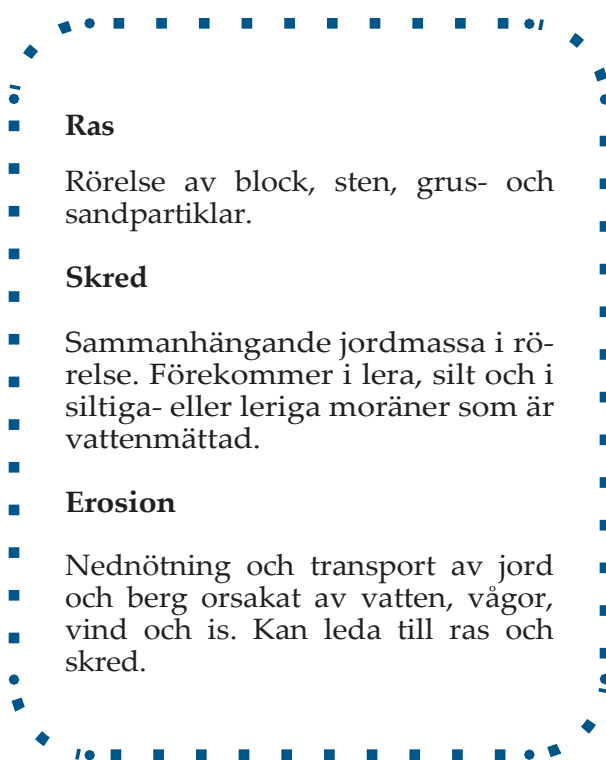 Ras
Rörelse av block, sten, grus- och
sandpartiklar.
Skred
Sammanhängande jordmassa i rö-
relse. Förekommer i lera, silt och i
siltiga- eller leriga moräner som är
vattenmättad.
Erosion
Nednötning och transport av jord
och berg orsakat av vatten, vågor,
vind och is. Kan leda till ras och
skred.